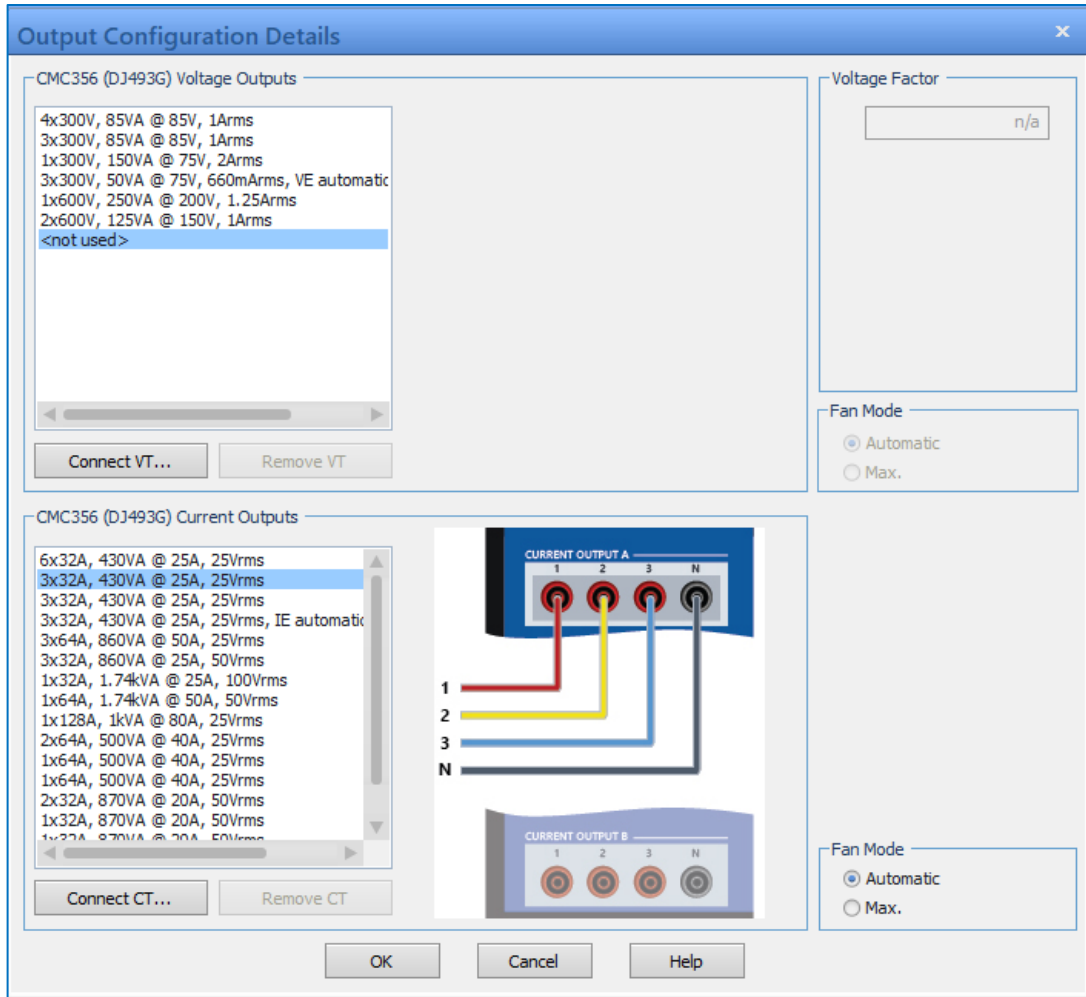 Output Configuration Details
x
CMC356 (DJ493G) Voltage Outputs
4x300V, 85VA @ 85V, 1Arms
3x300V, 85VA @ 85V, 1Arms
1x300V, 150VA @ 75V, 2Arms
3x300V, 50VA @ 75V, 660mArms, VE automatic
1x600V, 250VA @ 200V, 1.25Arms
2x600V, 125VA @ 150V, 1Arms
<not used>
Connect VT...
Remove VT
Voltage Factor
n/a
Fan Mode
Automatic
Max.
CMC356 (DJ493G) Current Outputs
6x32A, 430VA @ 25A, 25Vrms
3x32A, 430VA @ 25A, 25Vrms
3x32A, 430VA @ 25A, 25Vrms
3x32A, 430VA @ 25A, 25Vrms, IE automatic
3x64A, 860VA @ 50A, 25Vrms
3x32A, 860VA @ 25A, 50Vrms
1x32A, 1.74kVA @ 25A, 100Vrms
1x64A, 1.74kVA @ 50A, 50Vrms
1x128A, 1kVA @ 80A, 25Vrms
2x64A, 500VA @ 40A, 25Vrms
1x64A, 500VA @ 40A, 25Vrms
1x64A, 500VA @ 40A, 25Vrms
2x32A, 870VA @ 20A, 50Vrms
1x32A, 870VA @ 20A, 50Vrms
1x32A, 870VA @ 20A, 50Vrms
Connect CT...
Remove CT
CURRENT OUTPUT A
1 2 3 N
1
2
3
N
CURRENT OUTPUT B
1 2 3 N
Fan Mode
Automatic
Max.
OK
Cancel
Help